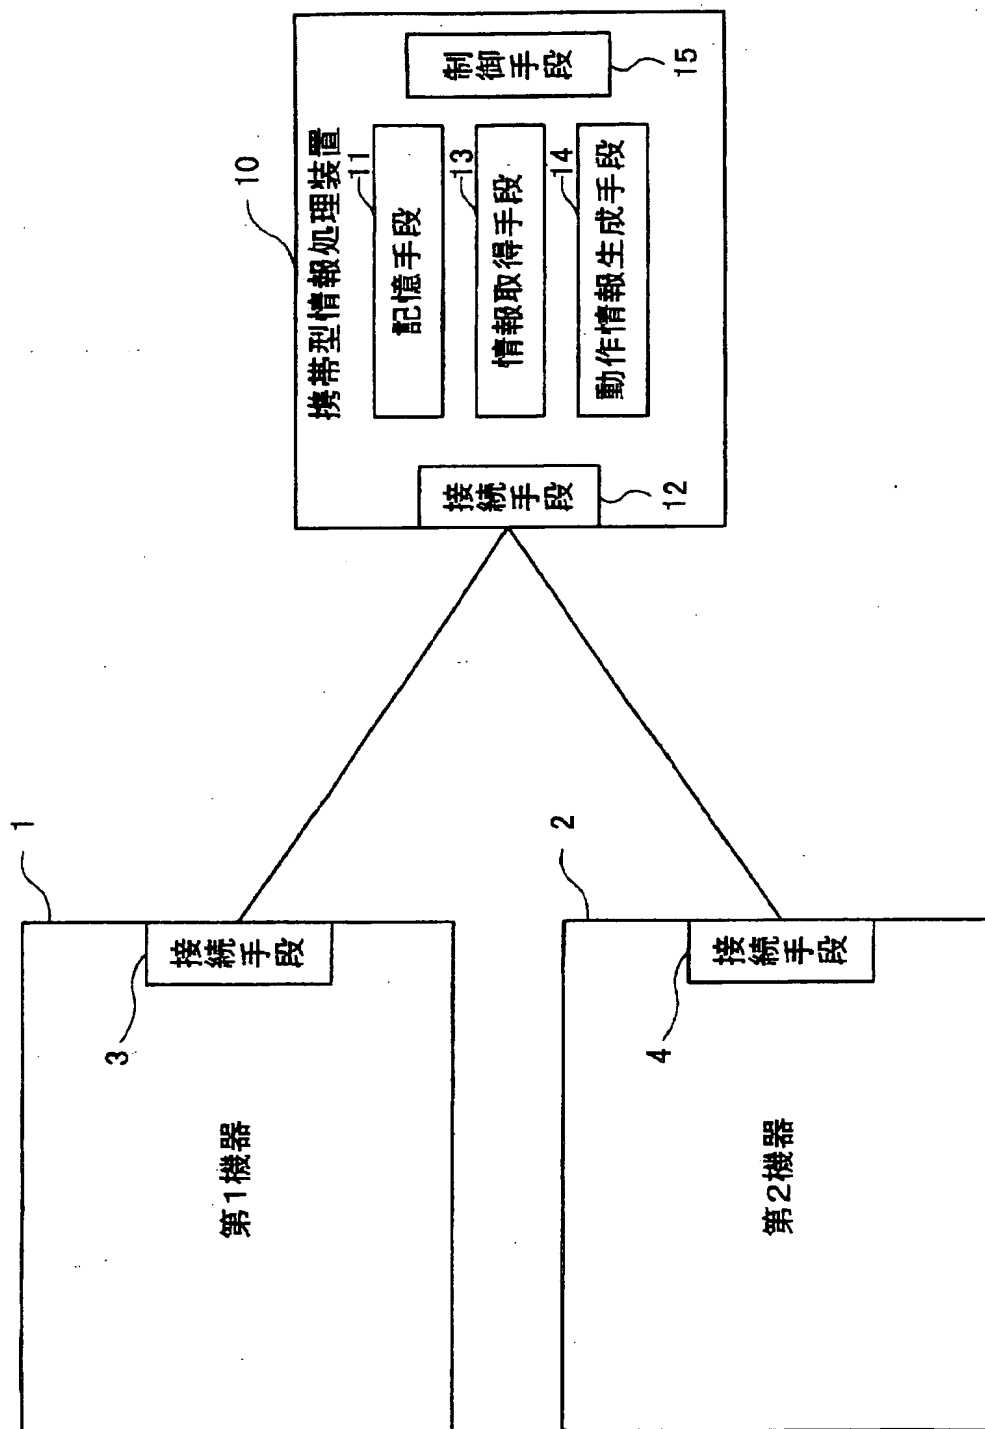 10
携帯型情報処理装置
11
記憶手段
13
情報取得手段
14
動作情報生成手段
制御手段
15
接続手段
12
1
接続手段
3
第1機器
2
接続手段
4
第2機器